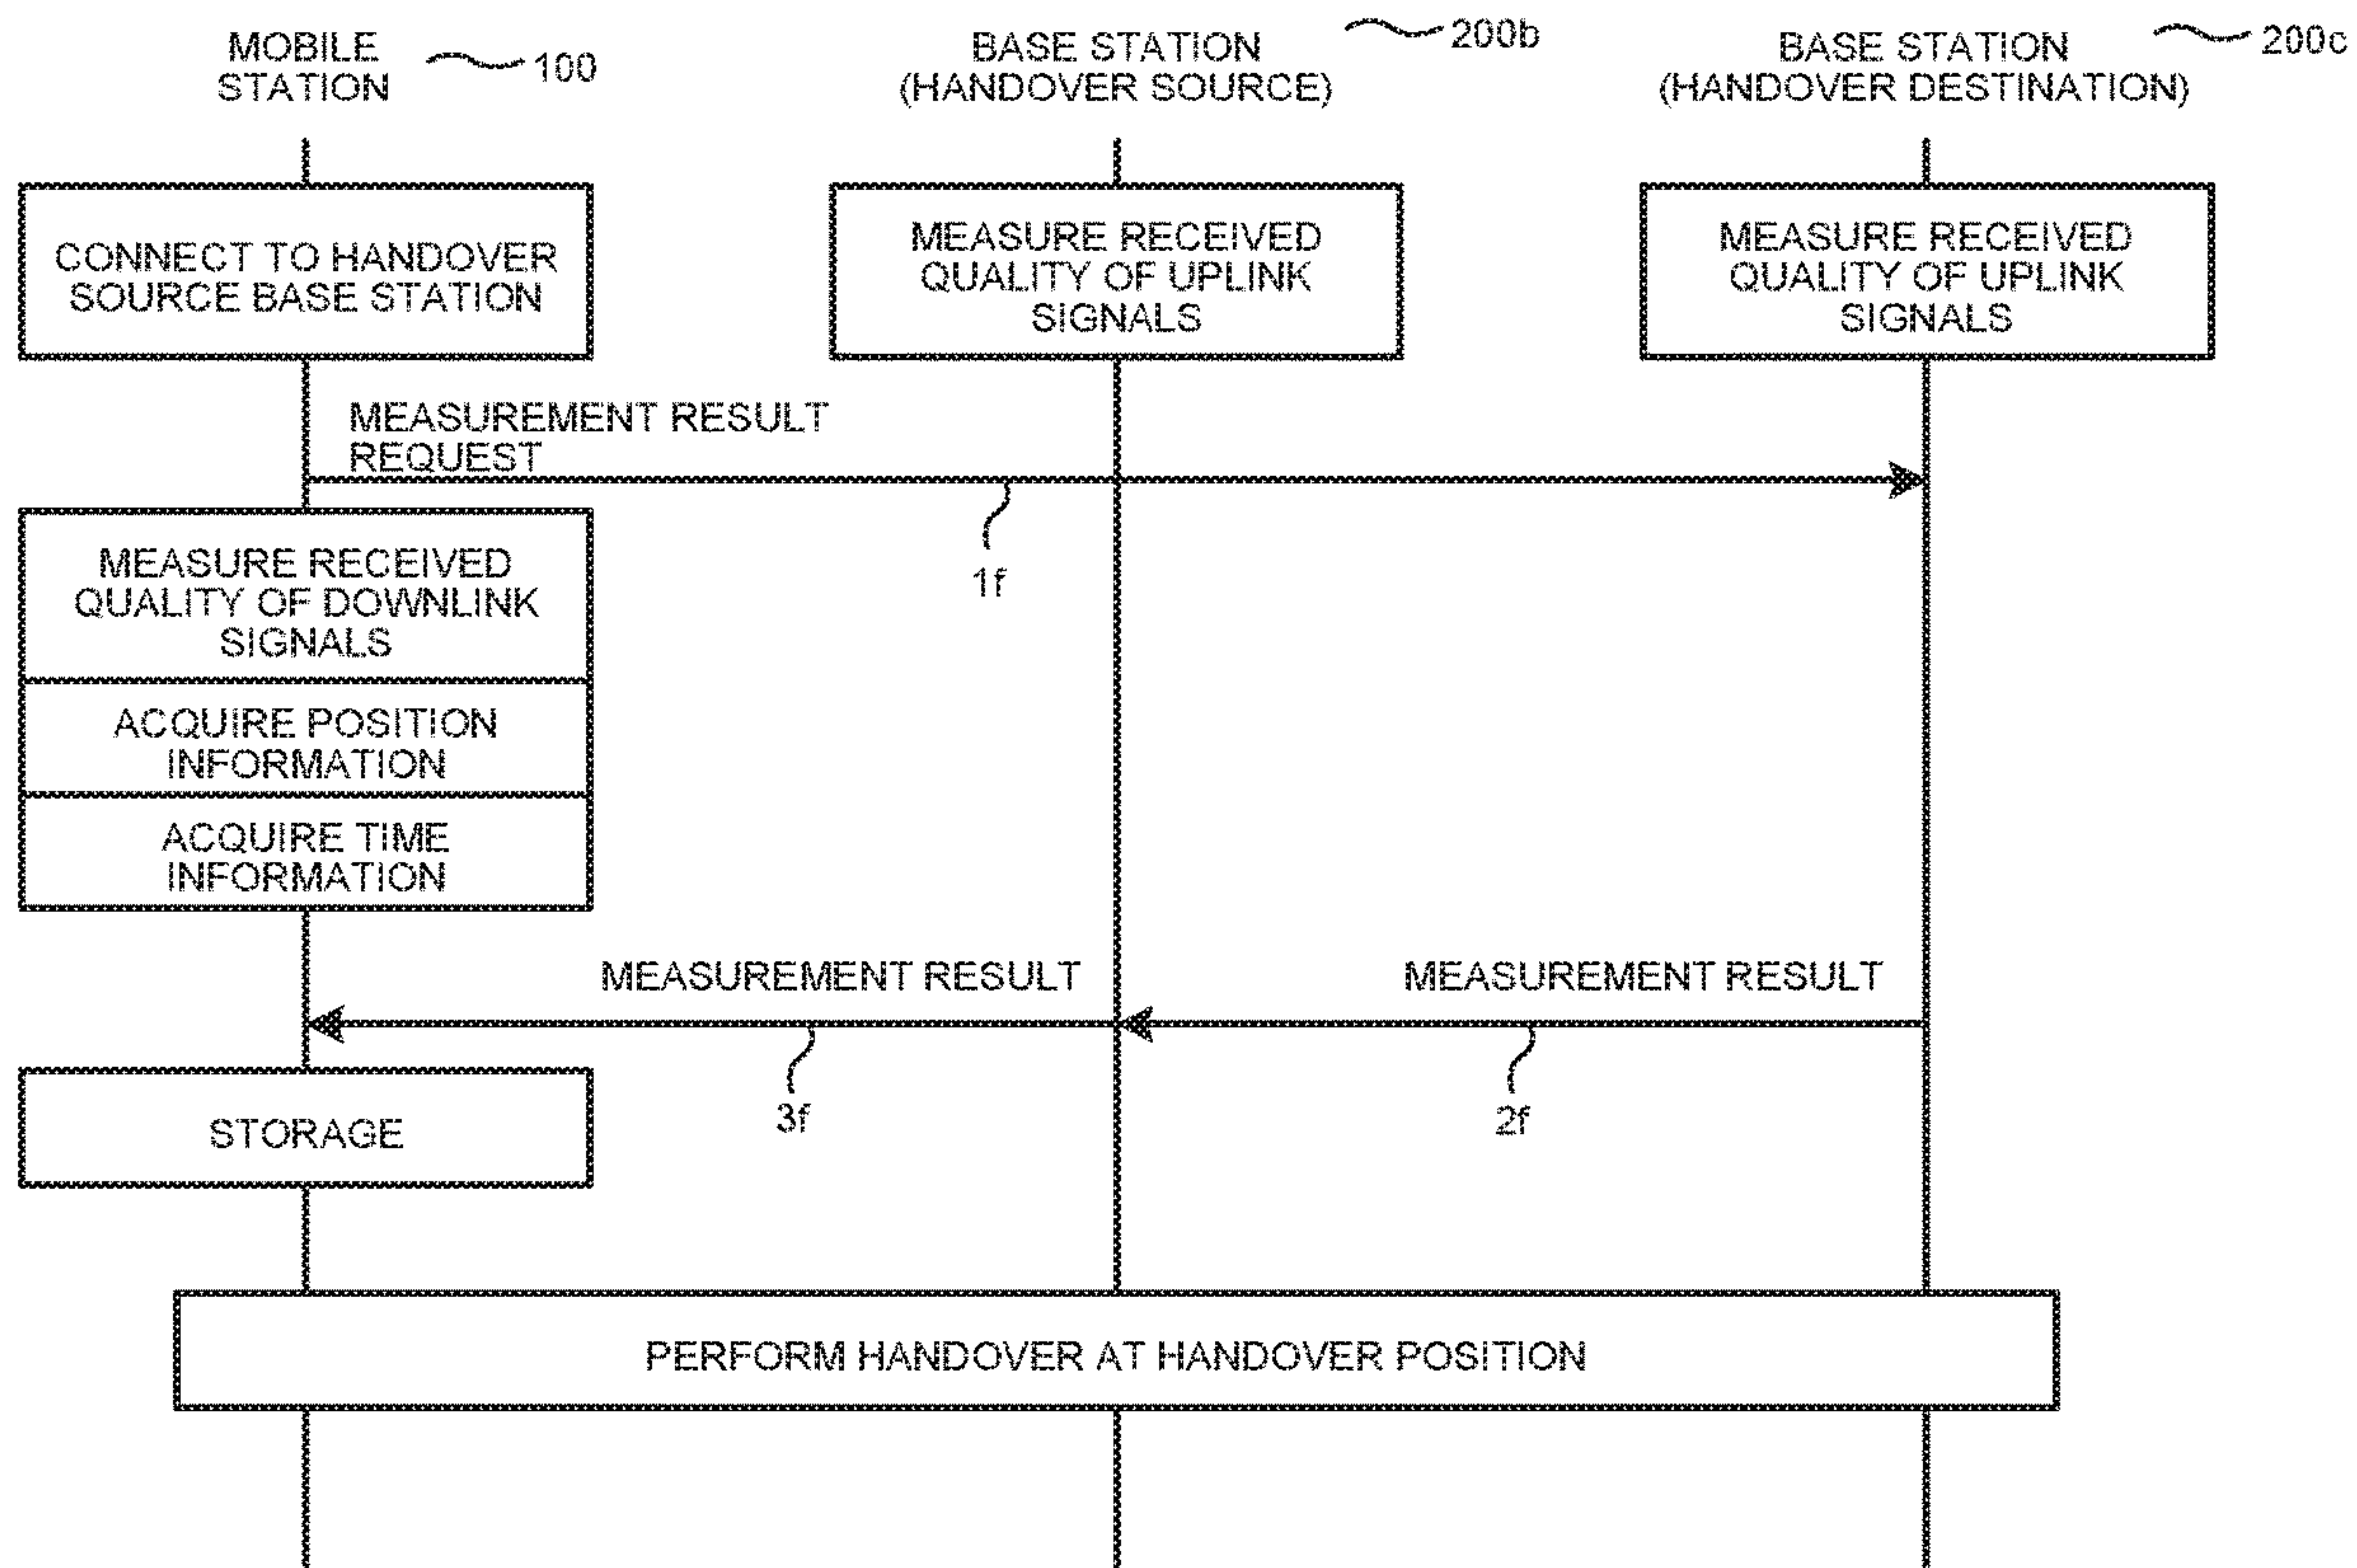 MOBILE
STATION
100
BASE STATION
(HANDOVER SOURCE)
200b
BASE STATION
(HANDOVER DESTINATION)
200c
CONNECT TO HANDOVER
SOURCE BASE STATION
MEASURE RECEIVED
QUALITY OF UPLINK
SIGNALS
MEASURE RECEIVED
QUALITY OF UPLINK
SIGNALS
MEASUREMENT RESULT
REQUEST
1f
MEASURE RECEIVED
QUALITY OF DOWNLINK
SIGNALS
ACQUIRE POSITION
INFORMATION
ACQUIRE TIME
INFORMATION
MEASUREMENT RESULT
MEASUREMENT RESULT
3f
2f
STORAGE
PERFORM HANDOVER AT HANDOVER POSITION